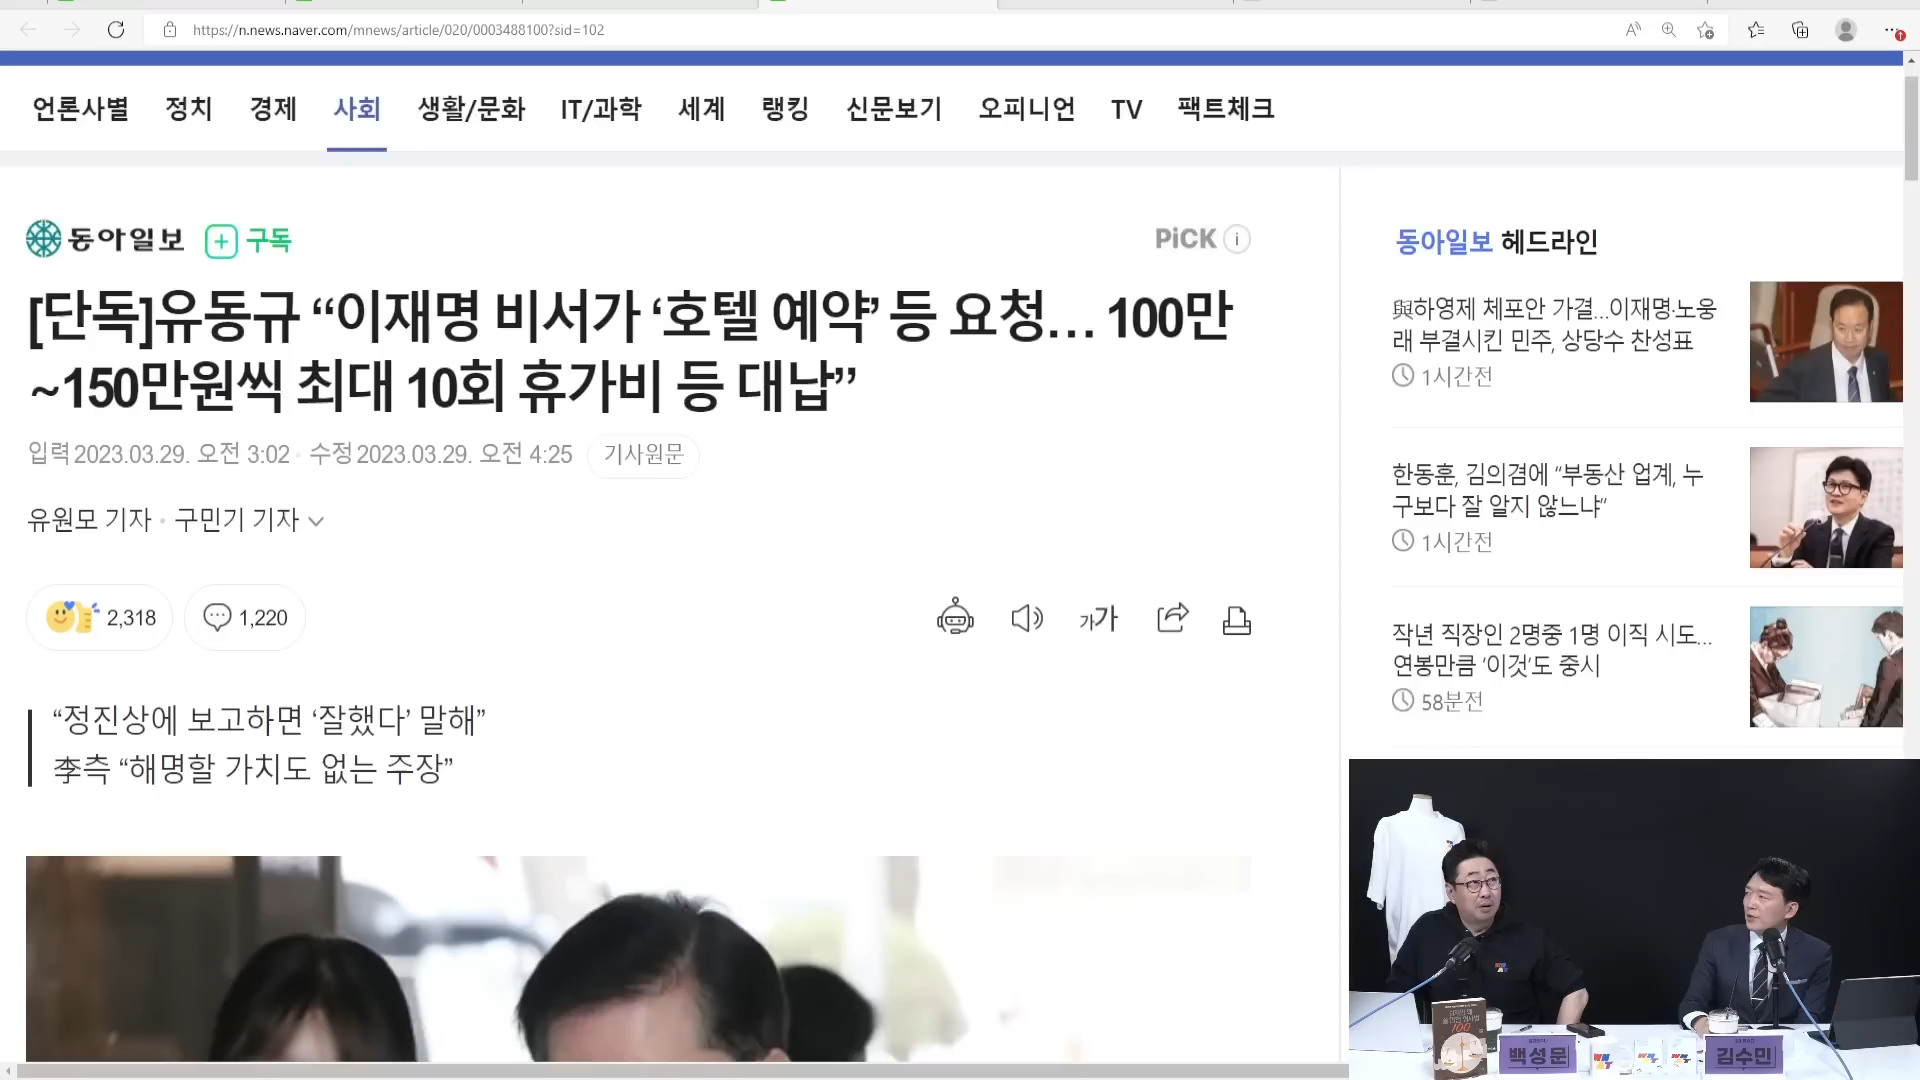 https://n.news.naver.com/mnews/article/020/0003488100?sid=102
언론사별 정치 경제 사회 생활/문화 IT/과학 세계 랭킹 신문보기 오피니언 TV 팩트체크
동아일보 구독
PiCK
[단독]유동규 “이재명 비서가 ‘호텔 예약’ 등 요청… 100만
~150만원씩 최대 10회 휴가비 등 대납”
입력 2023.03.29. 오전 3:02 수정 2023.03.29. 오전 4:25 기사원문
유원모 기자 구민기 기자
2,318 1,220
가가
“정진상에 보고하면 ‘잘했다’ 말해”
李측 “해명할 가치도 없는 주장”
동아일보 헤드라인
與하영제 체포안 가결…이재명·노웅
래 부결시킨 민주, 상당수 찬성표
1시간전
한동훈, 김의겸에 “부동산 업계, 누
구보다 잘 알지 않느냐”
1시간전
작년 직장인 2명중 1명 이직 시도…
연봉만큼 ‘이것’도 중시
58분전
100
백성문
김수민